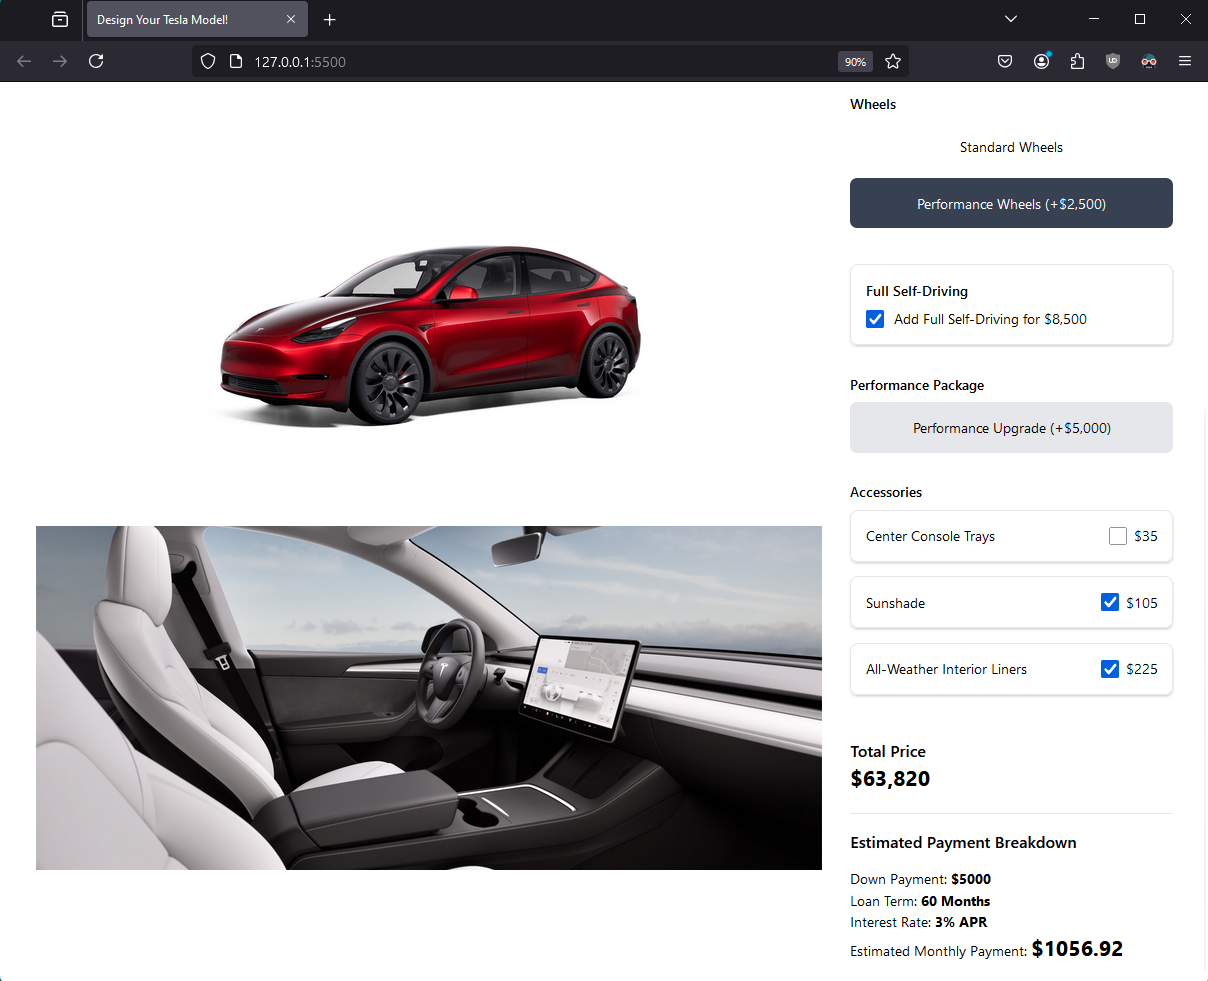 Design Your Tesla Model!
127.0.0.1:5500
90%
Wheels
Standard Wheels
Performance Wheels (+$2,500)
Full Self-Driving
Add Full Self-Driving for $8,500
Performance Package
Performance Upgrade (+$5,000)
Accessories
Center Console Trays $35
Sunshade $105
All-Weather Interior Liners $225
Total Price
$63,820
Estimated Payment Breakdown
Down Payment: $5000
Loan Term: 60 Months
Interest Rate: 3% APR
Estimated Monthly Payment: $1056.92